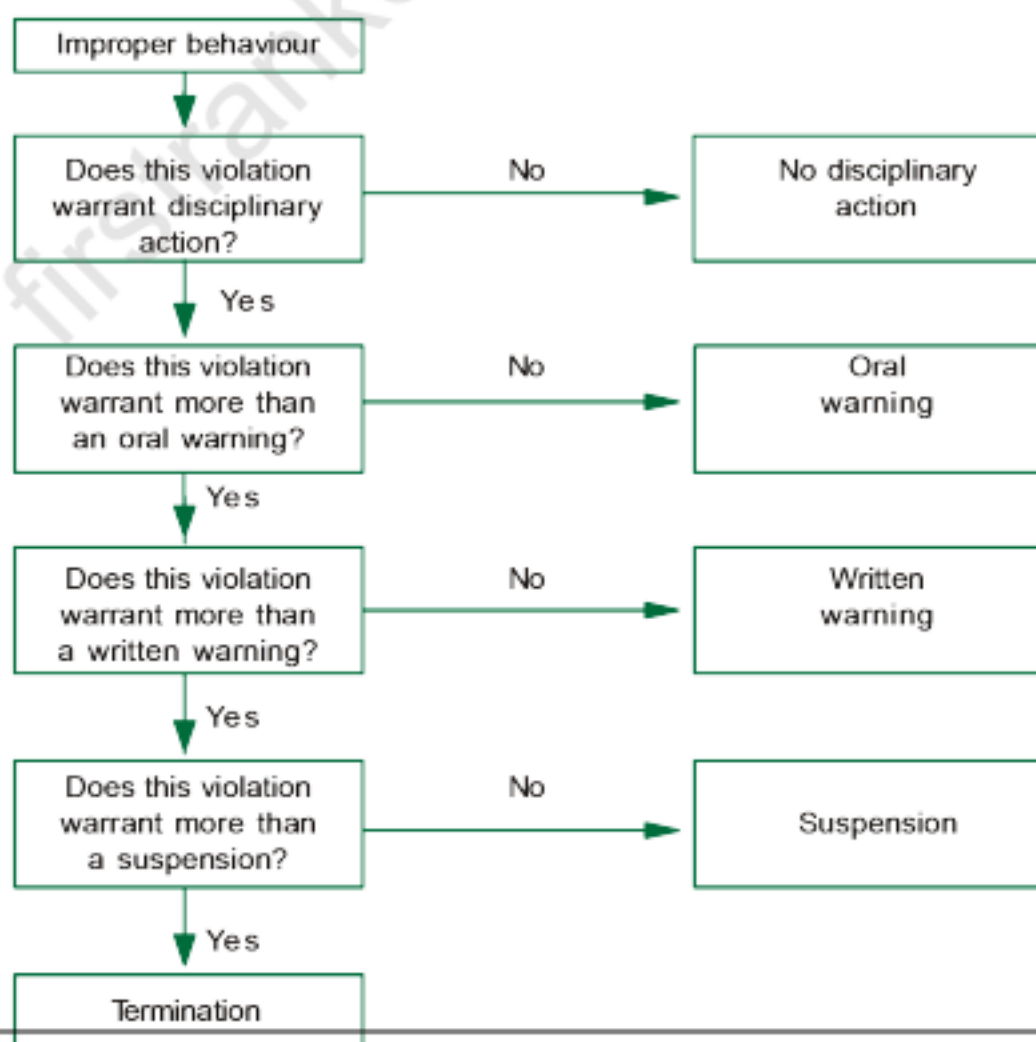 Improper behaviour
Does this violation
warrant disciplinary
action?
No
No disciplinary
action
Yes
Does this violation
warrant more than
an oral warning?
No
Oral
warning
Yes
Does this violation
warrant more than
a written warning?
No
Written
warning
Yes
Does this violation
warrant more than
a suspension?
No
Suspension
Yes
Termination
firstrank